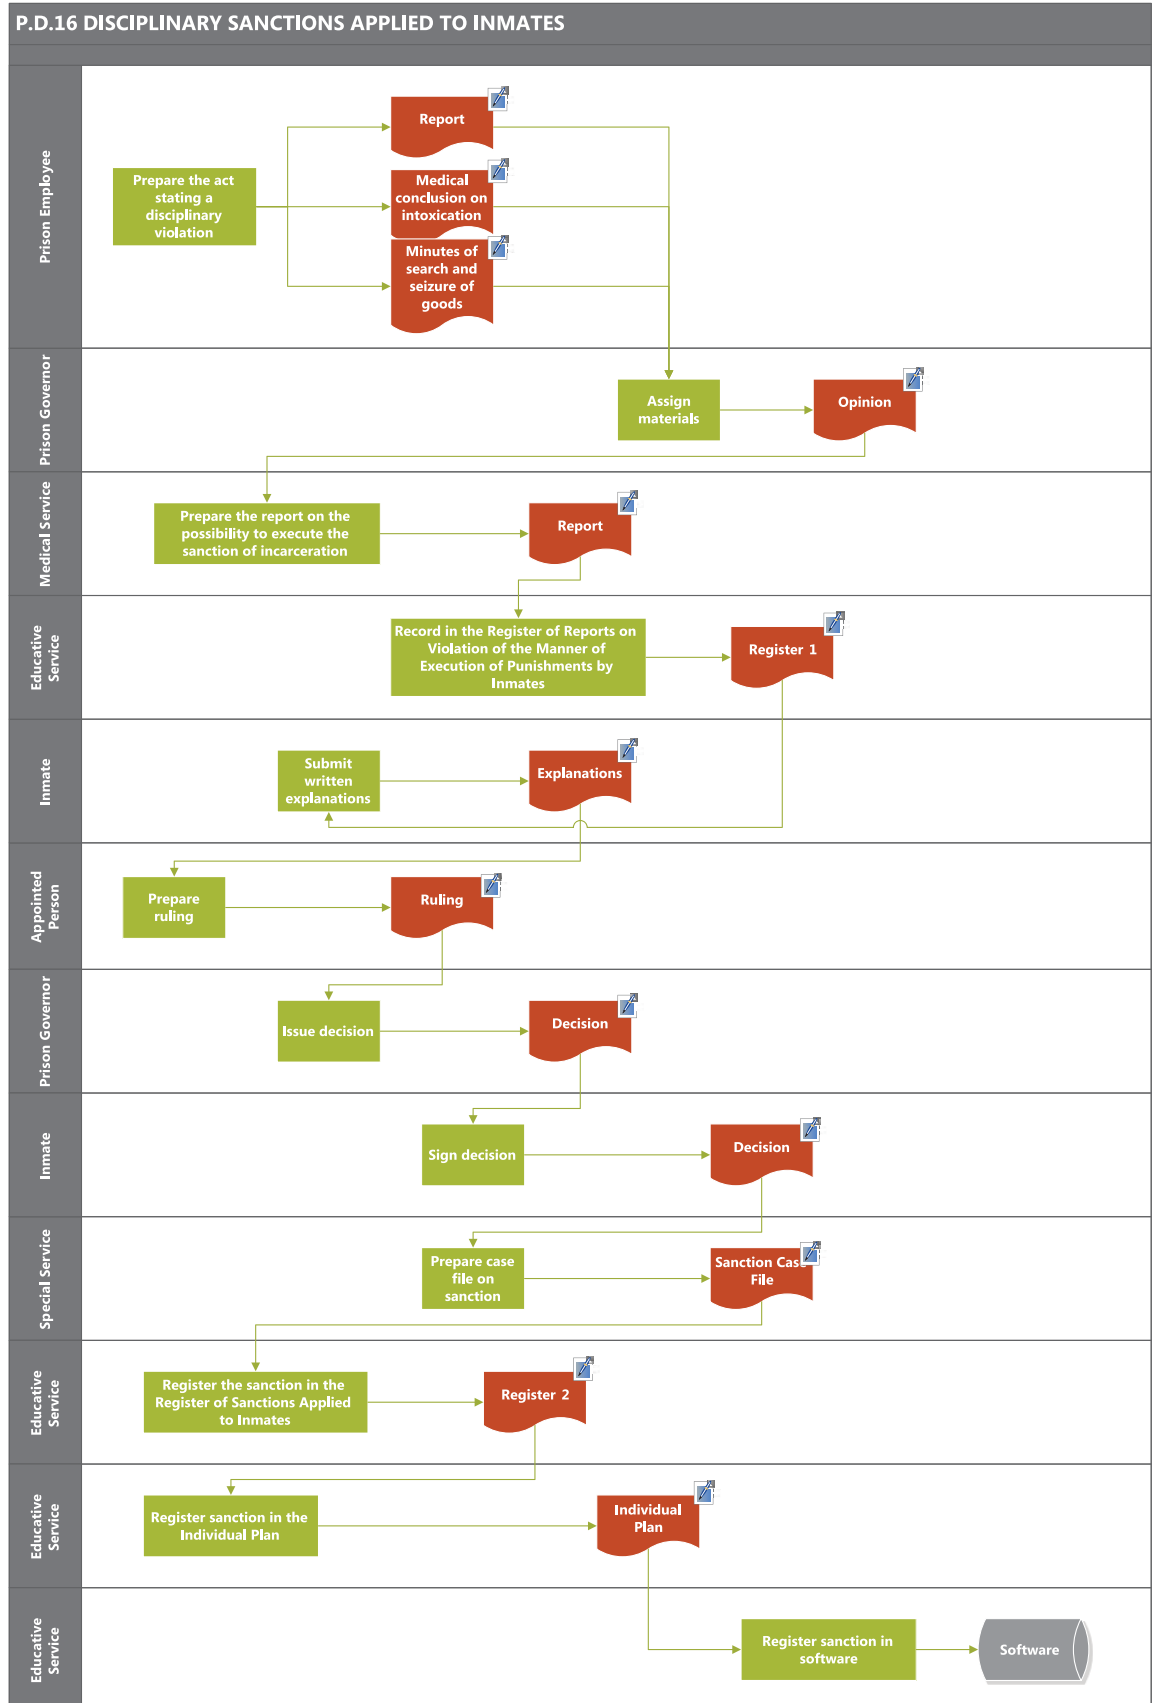 P.D.16 DISCIPLINARY SANCTIONS APPLIED TO INMATES
Prison Employee
Prepare the act
stating a
disciplinary
violation
Report
Medical
conclusion on
intoxication
Minutes of
search and
seizure of
goods
Prison Governor
Assign
materials
Opinion
Medical Service
Prepare the report on the
possibility to execute the
sanction of incarceration
Report
Educative
Service
Record in the Register of Reports on
Violation of the Manner of
Execution of Punishments by
Inmates
Register 1
Inmate
Submit
written
explanations
Explanations
Appointed
Person
Prepare
ruling
Ruling
Prison Governor
Issue decision
Decision
Inmate
Sign decision
Decision
Special Service
Prepare case
file on
sanction
Sanction Case
File
Educative
Service
Register the sanction in the
Register of Sanctions Applied
to Inmates
Register 2
Educative
Service
Register sanction in the
Individual Plan
Individual
Plan
Educative
Service
Register sanction in
software
Software